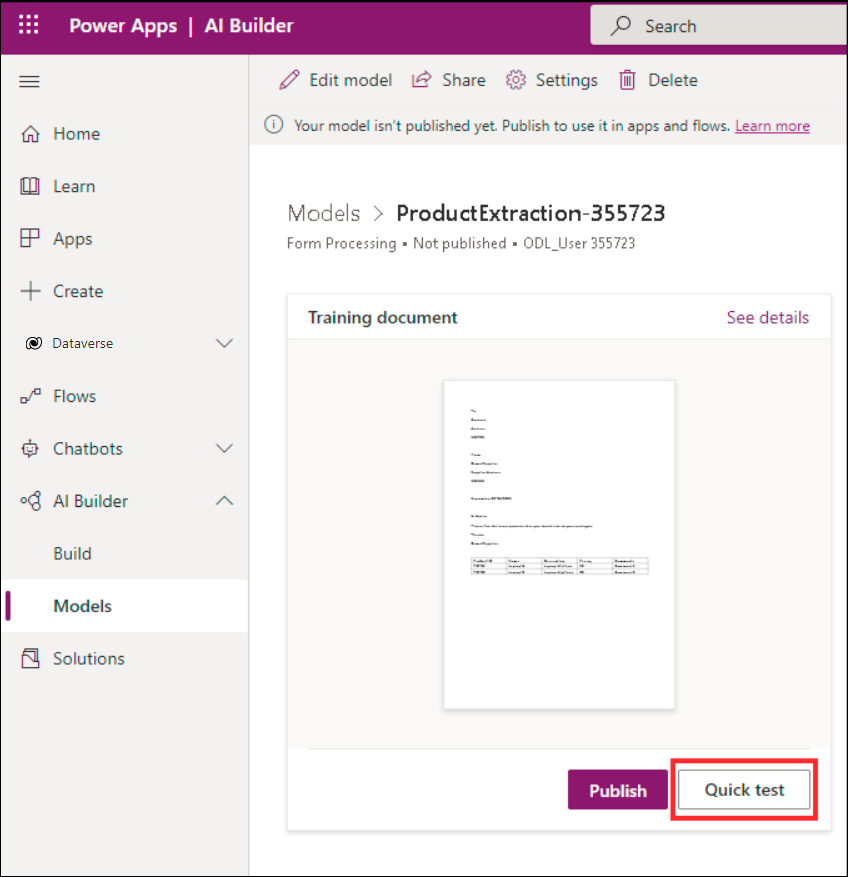 Power Apps | AI Builder
Search
Edit model Share Settings Delete
Your model isn't published yet. Publish to use it in apps and flows. Learn more
Home
Learn
Apps
Create
Dataverse
Flows
Chatbots
AI Builder
Build
Models
Solutions
Models > ProductExtraction-355723
Form Processing • Not published • ODL_User 355723
Training document See details
Publish Quick test